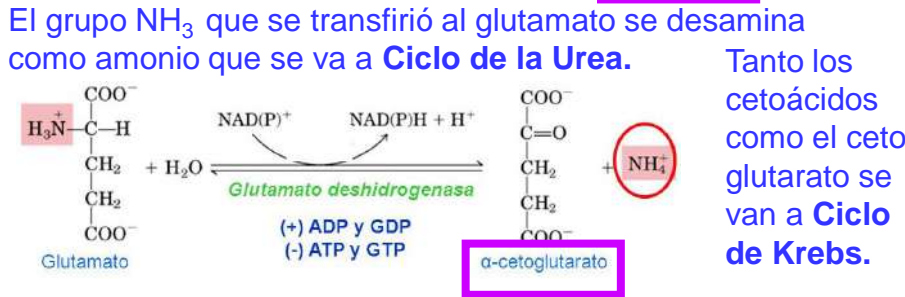 El grupo NH₃ que se transfirió al glutamato se desamina
como amonio que se va a Ciclo de la Urea.
Tanto los
cetoácidos
como el ceto
glutarato se
van a Ciclo
de Krebs.
COO⁻
H₃N⁺—C—H
CH₂
CH₂
COO⁻
Glutamato
+ H₂O
NAD(P)⁺
NAD(P)H + H⁺
Glutamato deshidrogenasa
(+) ADP y GDP
(-) ATP y GTP
COO⁻
C=O
CH₂
CH₂
COO⁻
α-cetoglutarato
+ NH₄⁺